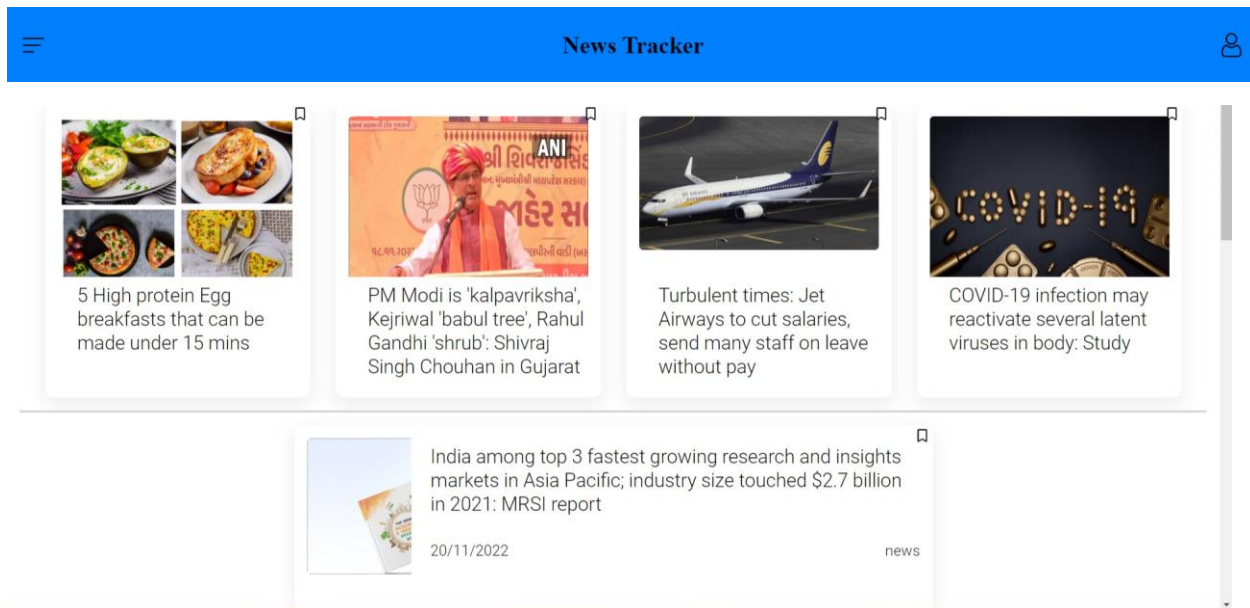 News Tracker
ANI
શ્રી શિવરાજસિંહ
જાહેર સ
COVID-19
5 High protein Egg
breakfasts that can be
made under 15 mins
PM Modi is 'kalpavriksha',
Kejriwal 'babul tree', Rahul
Gandhi 'shrub': Shivraj
Singh Chouhan in Gujarat
Turbulent times: Jet
Airways to cut salaries,
send many staff on leave
without pay
COVID-19 infection may
reactivate several latent
viruses in body: Study
India among top 3 fastest growing research and insights
markets in Asia Pacific; industry size touched $2.7 billion
in 2021: MRSI report
20/11/2022
news